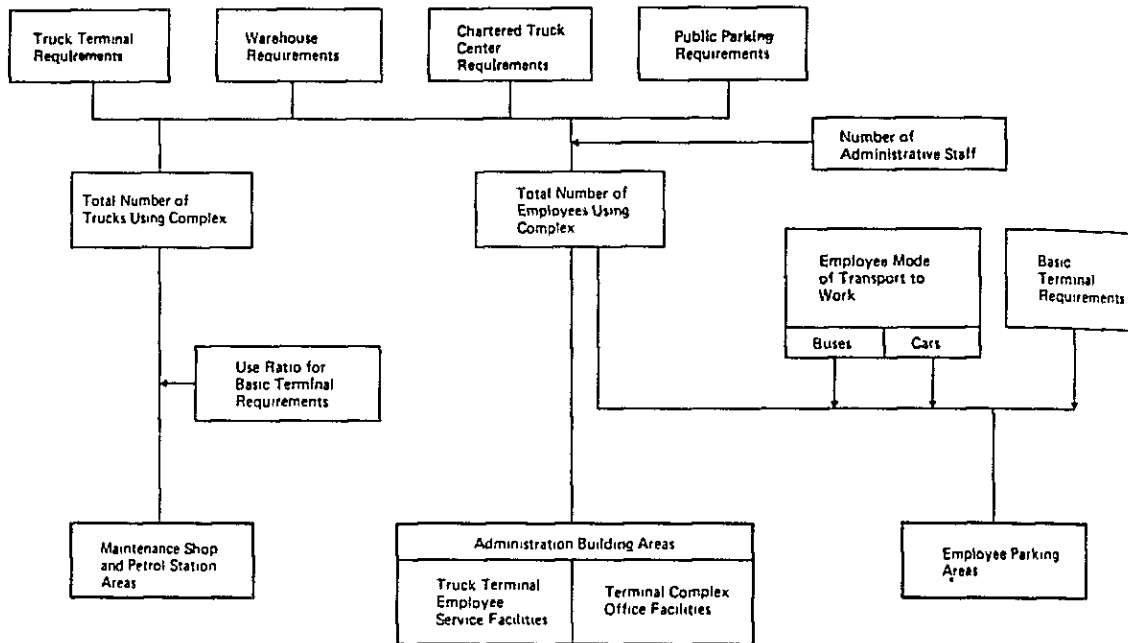 Truck Terminal
Requirements
Warehouse
Requirements
Chartered Truck
Center
Requirements
Public Parking
Requirements
Number of
Administrative Staff
Total Number of
Trucks Using Complex
Total Number of
Employees Using
Complex
Employee Mode
of Transport to
Work
Buses
Cars
Basic
Terminal
Requirements
Use Ratio for
Basic Terminal
Requirements
Maintenance Shop
and Petrol Station
Areas
Administration Building Areas
Truck Terminal
Employee
Service Facilities
Terminal Complex
Office Facilities
Employee Parking
Areas